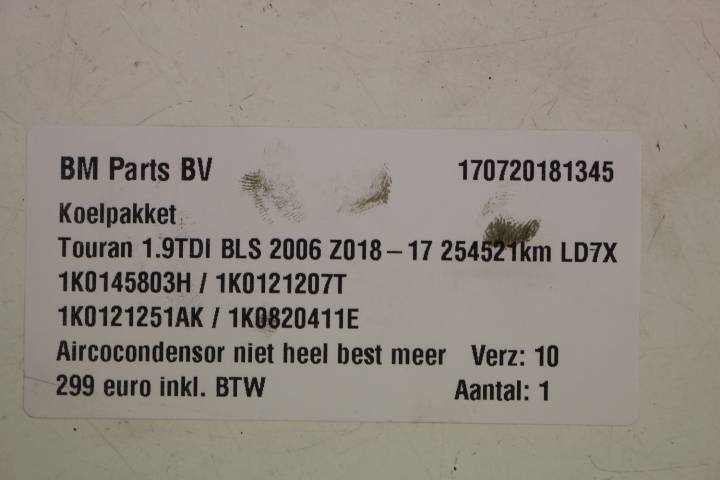 BM Parts BV 170720181345
Koelpakket
Touran 1.9TDI BLS 2006 Z018-17 254521km LD7X
1K0145803H / 1K0121207T
1K0121251AK / 1K0820411E
Aircocondensor niet heel best meer Verz: 10
299 euro inkl. BTW Aantal: 1